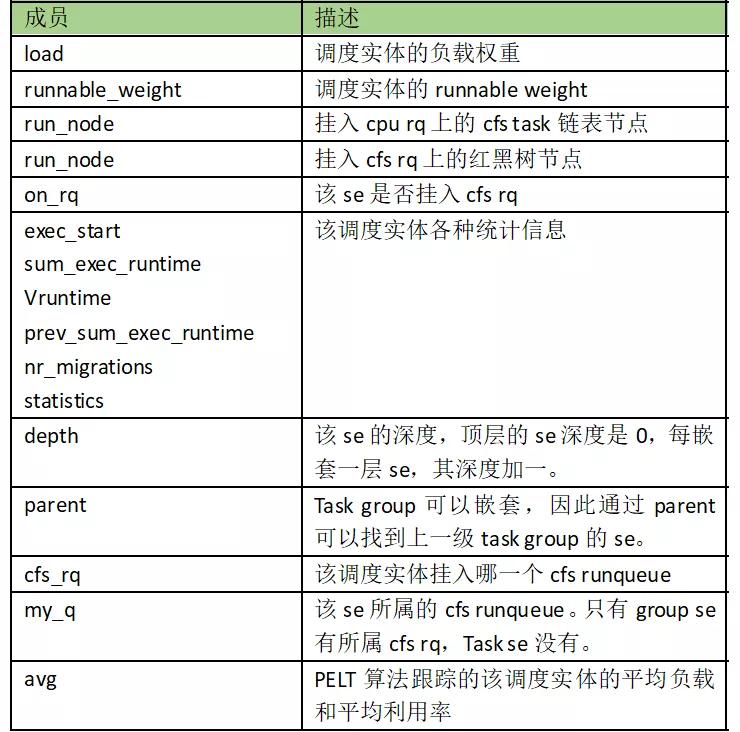 成员 描述
load 调度实体的负载权重
runnable_weight 调度实体的 runnable weight
run_node 挂入 cpu rq 上的 cfs task 链表节点
run_node 挂入 cfs rq 上的红黑树节点
on_rq 该 se 是否挂入 cfs rq
exec_start 该调度实体各种统计信息
sum_exec_runtime
Vruntime
prev_sum_exec_runtime
nr_migrations
statistics
depth 该 se 的深度，顶层的 se 深度是 0，每嵌
套一层 se，其深度加一。
parent Task group 可以嵌套，因此通过 parent
可以找到上一级 task group 的 se。
cfs_rq 该调度实体挂入哪一个 cfs runqueue
my_q 该 se 所属的 cfs runqueue。只有 group se
有所属 cfs rq，Task se 没有。
avg PELT 算法跟踪的该调度实体的平均负载
和平均利用率